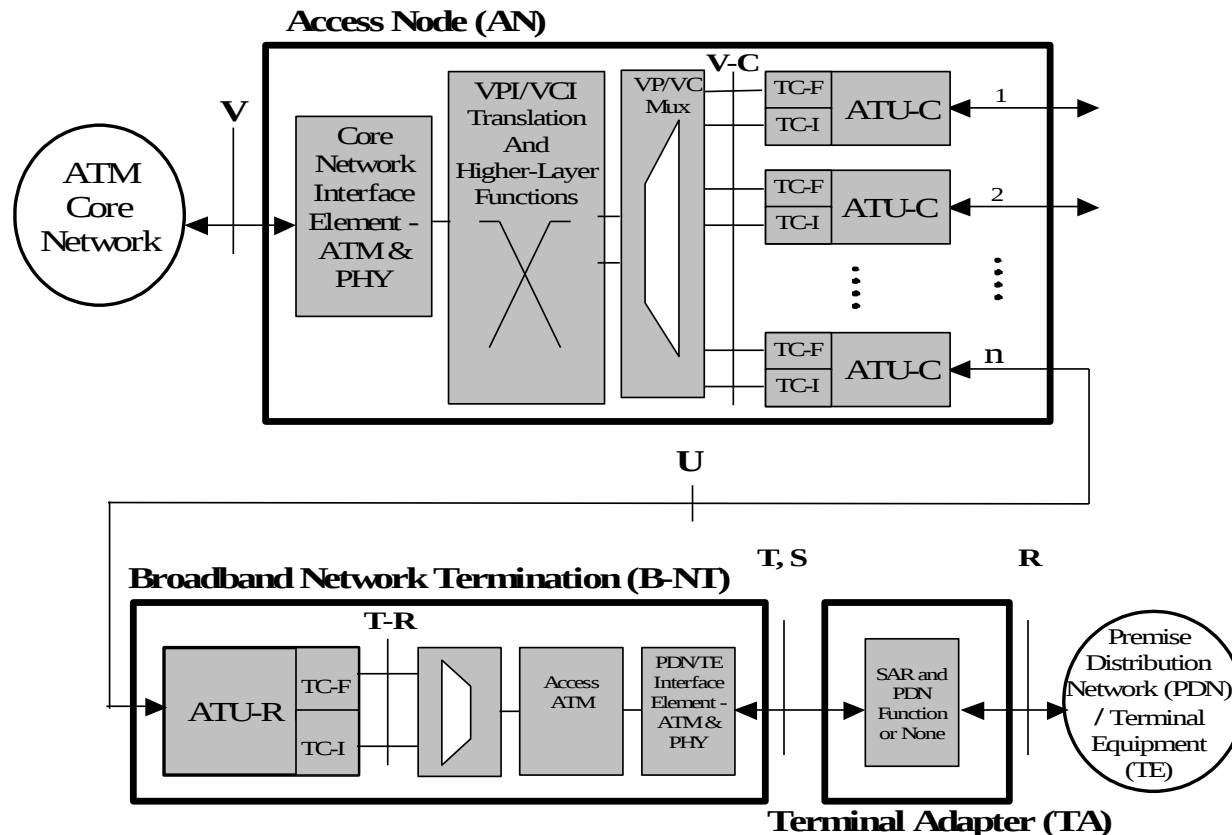 Access Node (AN)
V
ATM
Core
Network
Core
Network
Interface
Element -
ATM &
PHY
VPI/VCI
Translation
And
Higher-Layer
Functions
VP/VC
Mux
V-C
TC-F
TC-I
ATU-C
1
TC-F
TC-I
ATU-C
2
TC-F
TC-I
ATU-C
n
U
Broadband Network Termination (B-NT)
T-R
ATU-R
TC-F
TC-I
Access
ATM
PDN/TE
Interface
Element -
ATM &
PHY
T, S
SAR and
PDN
Function
or None
Terminal Adapter (TA)
R
Premise
Distribution
Network (PDN)
/ Terminal
Equipment
(TE)